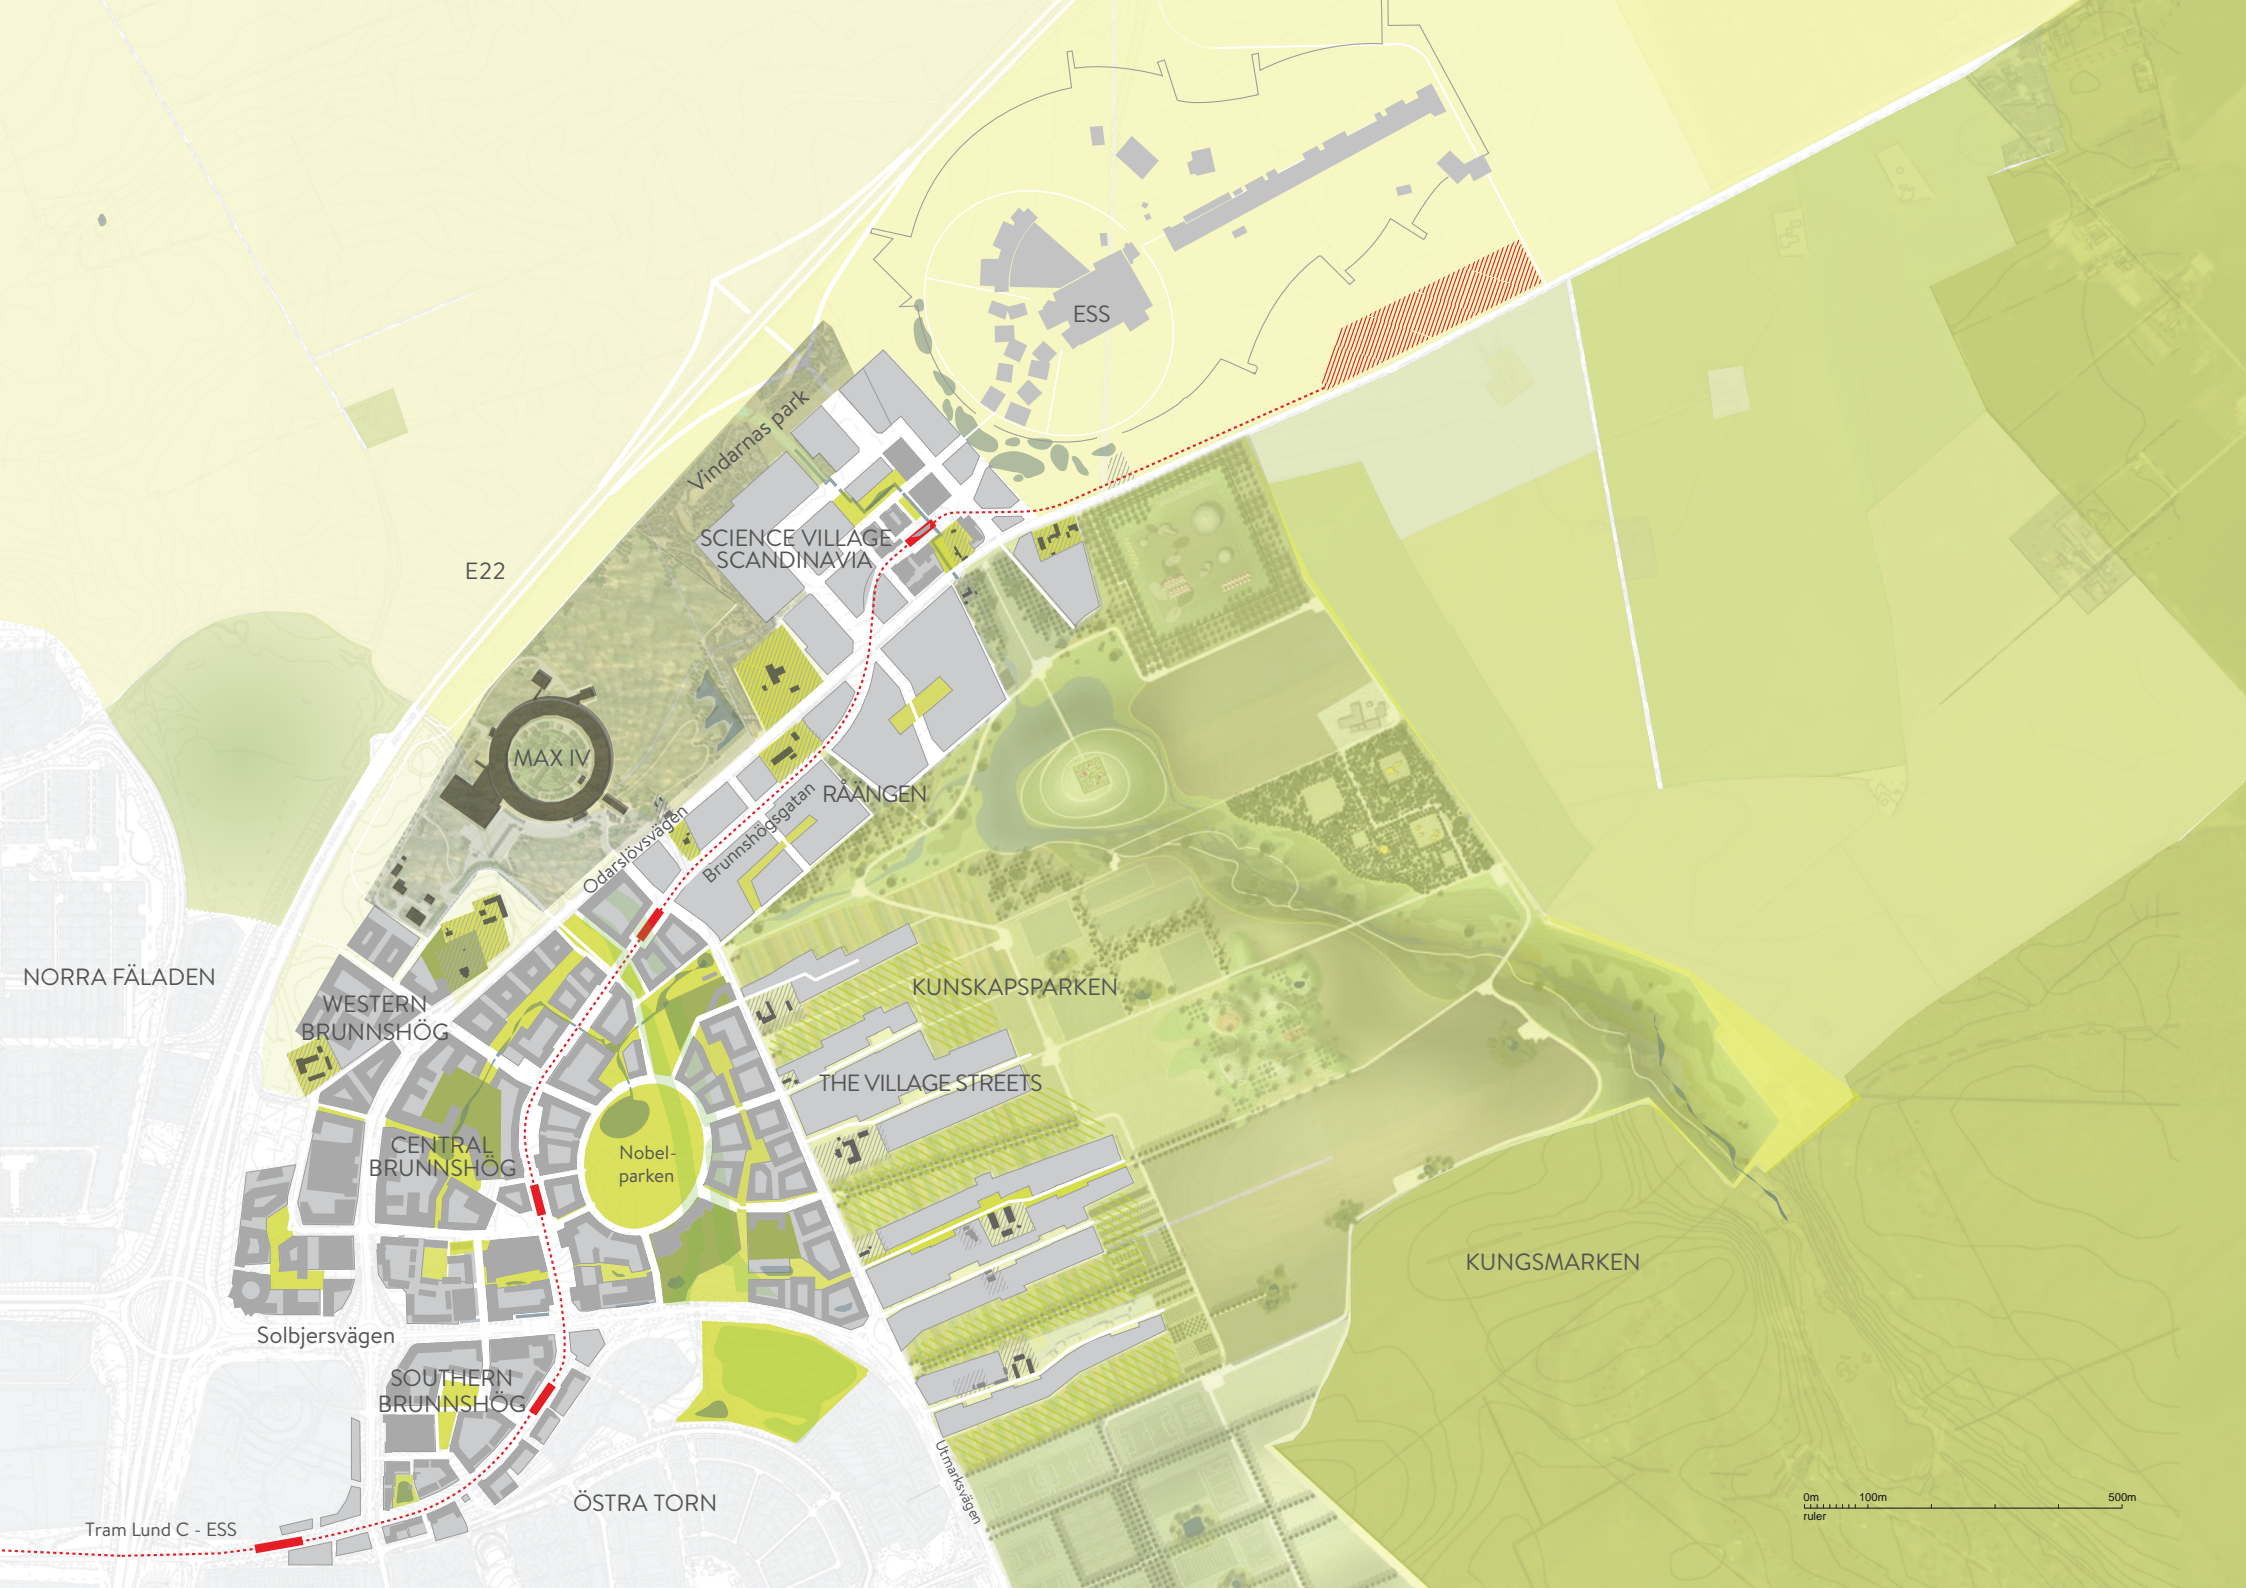 ESS
Vindarnas park
SCIENCE VILLAGE
SCANDINAVIA
E22
MAX IV
RÅÄNGEN
Odarslövsvägen
Brunnshögsgatan
NORRA FÄLADEN
KUNSKAPSPARKEN
WESTERN
BRUNNSHÖG
THE VILLAGE STREETS
CENTRAL
BRUNNSHÖG
Nobel-
parken
KUNGSMARKEN
Solbjersvägen
SOUTHERN
BRUNNSHÖG
Utmarksvägen
ÖSTRA TORN
Tram Lund C - ESS
0m 100m 500m
ruler